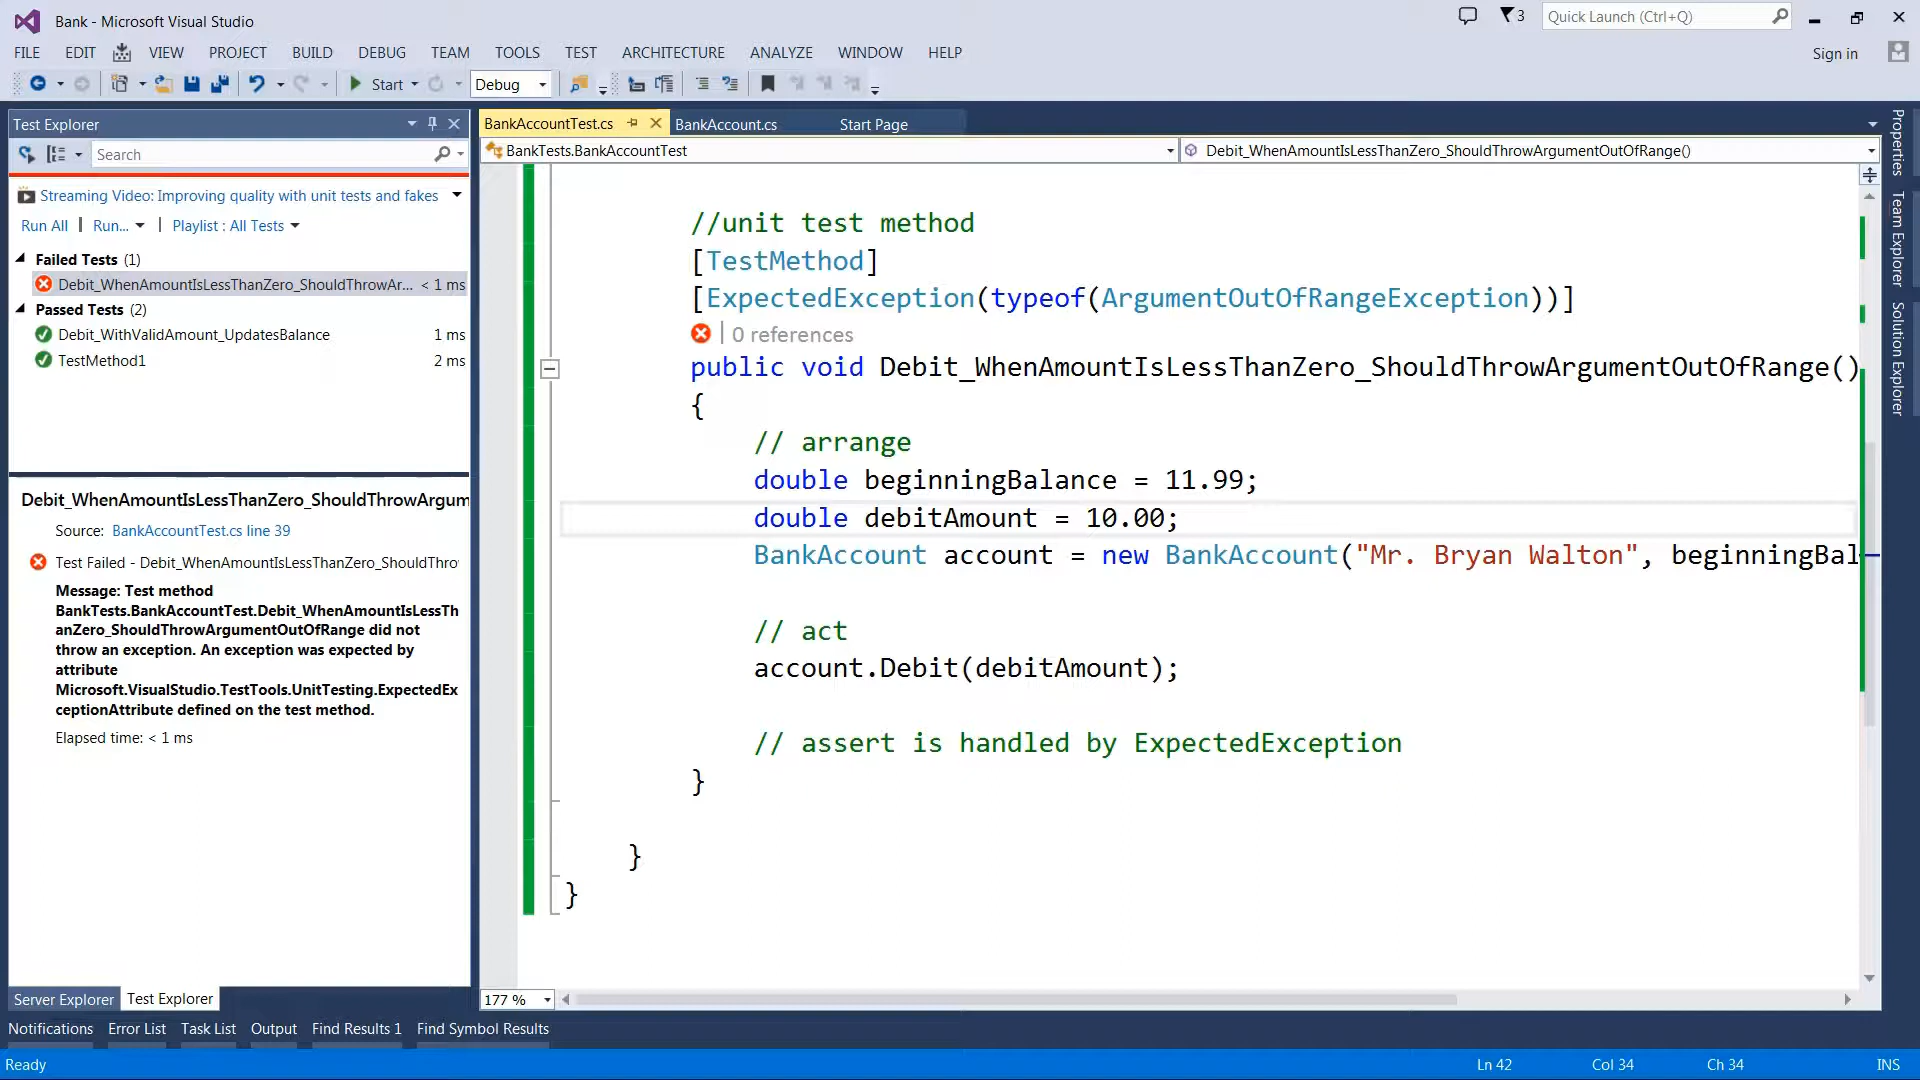 Bank - Microsoft Visual Studio
3
Quick Launch (Ctrl+Q)
FILE EDIT VIEW PROJECT BUILD DEBUG TEAM TOOLS TEST ARCHITECTURE ANALYZE WINDOW HELP
Sign in
Start
Debug
Test Explorer
Search
Streaming Video: Improving quality with unit tests and fakes
Run All | Run... | Playlist : All Tests
Failed Tests (1)
Debit_WhenAmountIsLessThanZero_ShouldThrowAr... < 1 ms
Passed Tests (2)
Debit_WithValidAmount_UpdatesBalance 1 ms
TestMethod1 2 ms
Debit_WhenAmountIsLessThanZero_ShouldThrowArgum
Source: BankAccountTest.cs line 39
Test Failed - Debit_WhenAmountIsLessThanZero_ShouldThro
Message: Test method
BankTests.BankAccountTest.Debit_WhenAmountIsLessTh
anZero_ShouldThrowArgumentOutOfRange did not
throw an exception. An exception was expected by
attribute
Microsoft.VisualStudio.TestTools.UnitTesting.ExpectedEx
ceptionAttribute defined on the test method.
Elapsed time: < 1 ms
Server Explorer Test Explorer
BankAccountTest.cs BankAccount.cs Start Page
BankTests.BankAccountTest
Debit_WhenAmountIsLessThanZero_ShouldThrowArgumentOutOfRange()
//unit test method
[TestMethod]
[ExpectedException(typeof(ArgumentOutOfRangeException))]
| 0 references
public void Debit_WhenAmountIsLessThanZero_ShouldThrowArgumentOutOfRange()
{
// arrange
double beginningBalance = 11.99;
double debitAmount = 10.00;
BankAccount account = new BankAccount("Mr. Bryan Walton", beginningBal
// act
account.Debit(debitAmount);
// assert is handled by ExpectedException
}
}
}
177 %
Properties
Team Explorer
Solution Explorer
Notifications Error List Task List Output Find Results 1 Find Symbol Results
Ready
Ln 42 Col 34 Ch 34 INS